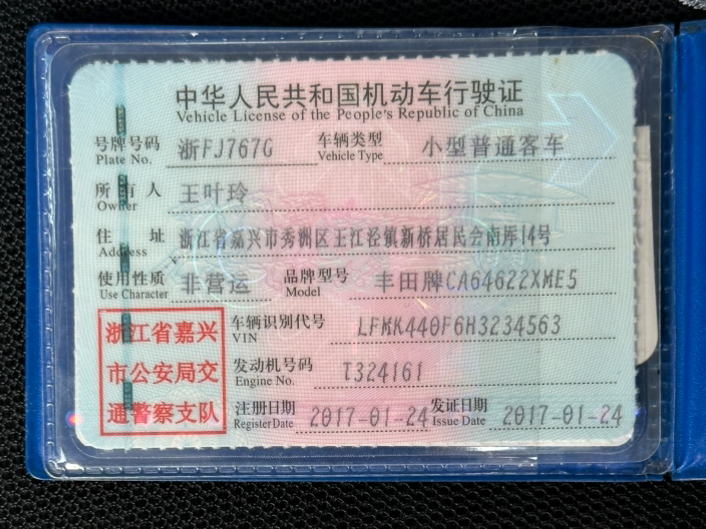 中华人民共和国机动车行驶证
Vehicle License of the People's Republic of China
号牌号码 浙FJ767G 车辆类型 小型普通客车
Plate No. Vehicle Type
所有人 王叶玲
Owner
住址 浙江省嘉兴市秀洲区王江泾镇新桥居民会南厍14号
Address
使用性质 非营运 品牌型号 丰田牌CA64622XME5
Use Character Model
浙江省嘉兴 车辆识别代号 LFMK440F6H3234563
VIN
市公安局交 发动机号码 T324161
Engine No.
通警察支队 注册日期 2017-01-24 发证日期 2017-01-24
Register Date Issue Date